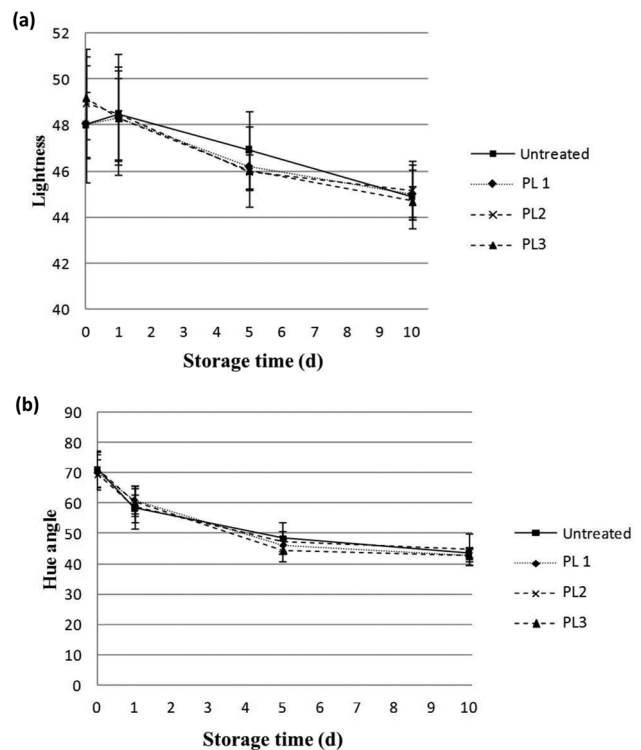 (a)
52
50
48
46
44
42
40
Lightness
0 1 2 3 4 5 6 7 8 9 10
Storage time (d)
Untreated
PL 1
PL2
PL3
(b)
90
80
70
60
50
40
30
20
10
0
Hue angle
0 1 2 3 4 5 6 7 8 9 10
Storage time (d)
Untreated
PL 1
PL2
PL3